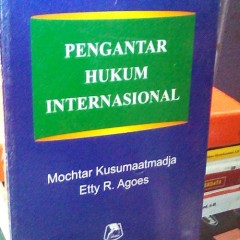 PENGANTAR
HUKUM
INTERNASIONAL
Mochtar Kusumaatmadja
Etty R. Agoes